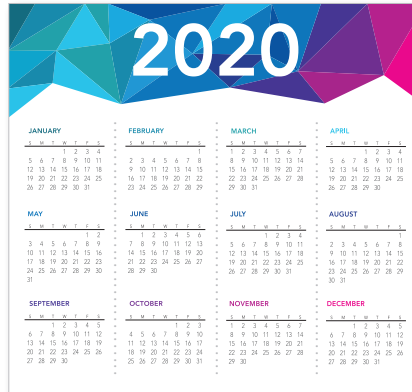 2020
JANUARY
S M T W T F S
1 2 3 4
5 6 7 8 9 10 11
12 13 14 15 16 17 18
19 20 21 22 23 24 25
26 27 28 29 30 31
FEBRUARY
S M T W T F S
1
2 3 4 5 6 7 8
9 10 11 12 13 14 15
16 17 18 19 20 21 22
23 24 25 26 27 28 29
MARCH
S M T W T F S
1 2 3 4 5 6 7
8 9 10 11 12 13 14
15 16 17 18 19 20 21
22 23 24 25 26 27 28
29 30 31
APRIL
S M T W T F S
1 2 3 4
5 6 7 8 9 10 11
12 13 14 15 16 17 18
19 20 21 22 23 24 25
26 27 28 29 30
MAY
S M T W T F S
1 2
3 4 5 6 7 8 9
10 11 12 13 14 15 16
17 18 19 20 21 22 23
24 25 26 27 28 29 30
31
JUNE
S M T W T F S
1 2 3 4 5 6
7 8 9 10 11 12 13
14 15 16 17 18 19 20
21 22 23 24 25 26 27
28 29 30
JULY
S M T W T F S
1 2 3 4
5 6 7 8 9 10 11
12 13 14 15 16 17 18
19 20 21 22 23 24 25
26 27 28 29 30 31
AUGUST
S M T W T F S
1
2 3 4 5 6 7 8
9 10 11 12 13 14 15
16 17 18 19 20 21 22
23 24 25 26 27 28 29
30 31
SEPTEMBER
S M T W T F S
1 2 3 4 5
6 7 8 9 10 11 12
13 14 15 16 17 18 19
20 21 22 23 24 25 26
27 28 29 30
OCTOBER
S M T W T F S
1 2 3
4 5 6 7 8 9 10
11 12 13 14 15 16 17
18 19 20 21 22 23 24
25 26 27 28 29 30 31
NOVEMBER
S M T W T F S
1 2 3 4 5 6 7
8 9 10 11 12 13 14
15 16 17 18 19 20 21
22 23 24 25 26 27 28
29 30
DECEMBER
S M T W T F S
1 2 3 4 5
6 7 8 9 10 11 12
13 14 15 16 17 18 19
20 21 22 23 24 25 26
27 28 29 30 31